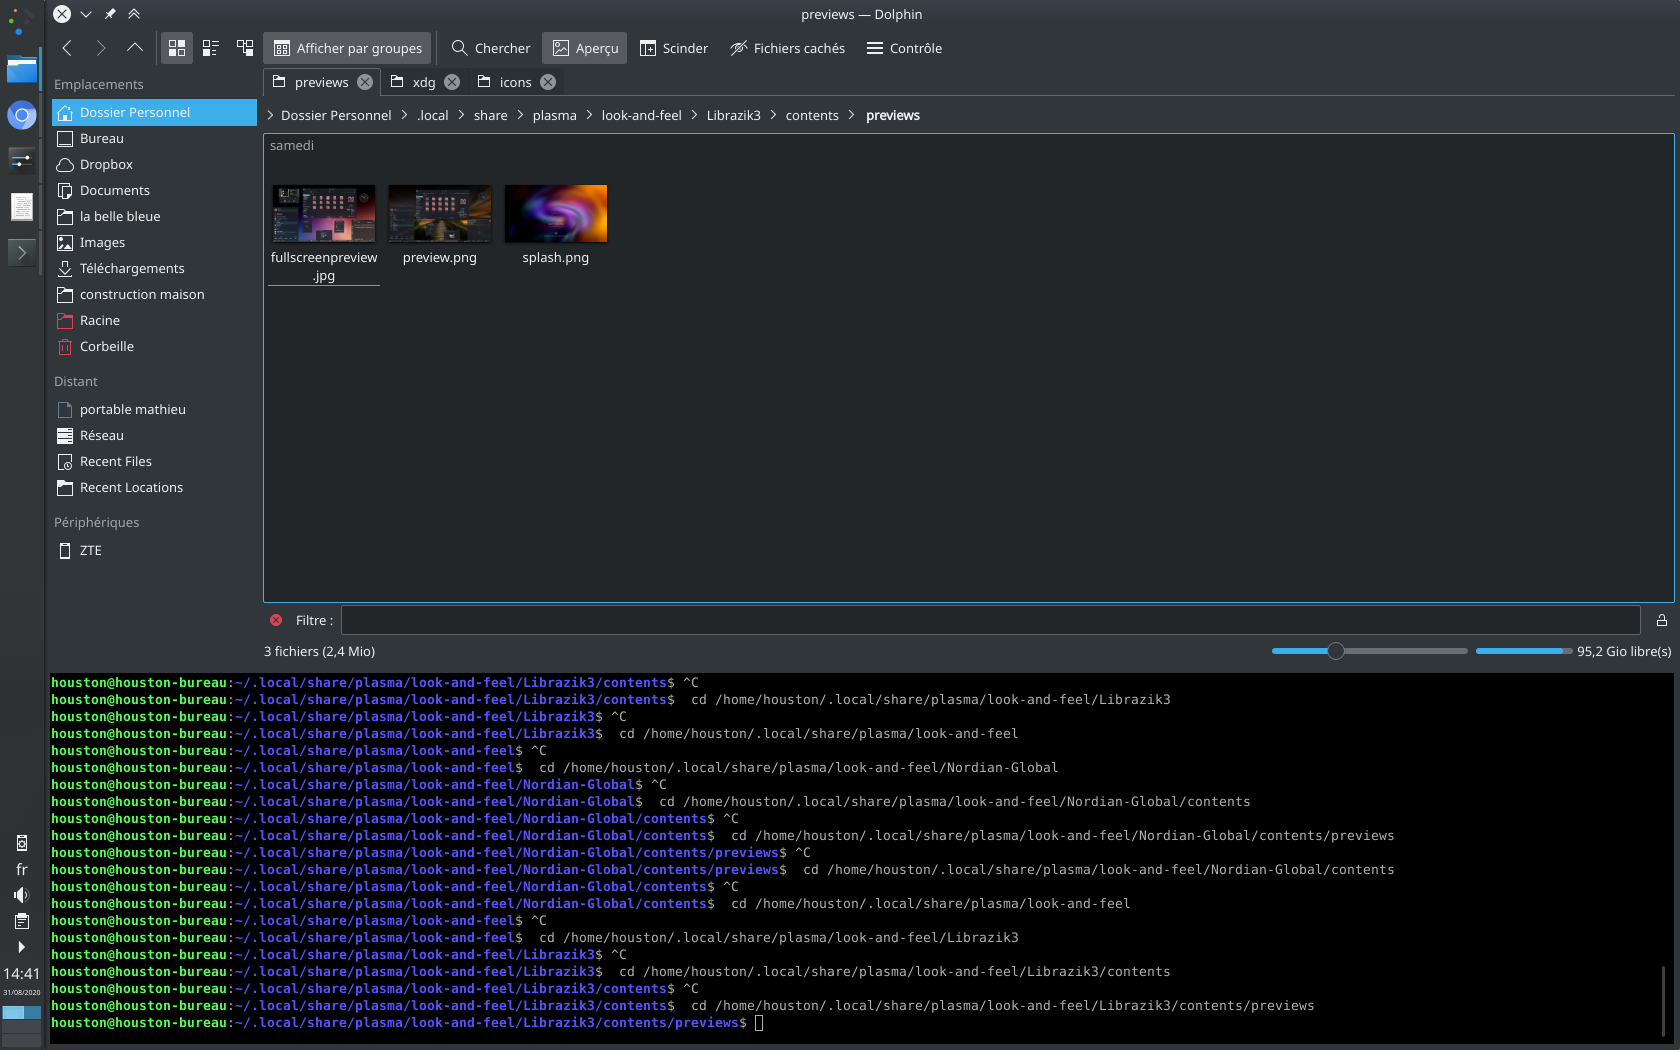 previews — Dolphin
Afficher par groupes
Chercher
Aperçu
Scinder
Fichiers cachés
Contrôle
Emplacements
Dossier Personnel
Bureau
Dropbox
Documents
la belle bleue
Images
Téléchargements
construction maison
Racine
Corbeille
Distant
portable mathieu
Réseau
Recent Files
Recent Locations
Périphériques
ZTE
previews
xdg
icons
> Dossier Personnel > .local > share > plasma > look-and-feel > Librazik3 > contents > previews
samedi
fullscreenpreview
.jpg
preview.png
splash.png
Filtre :
3 fichiers (2,4 Mio)
95,2 Gio libre(s)
houston@houston-bureau:~/.local/share/plasma/look-and-feel/Librazik3/contents$ ^C
houston@houston-bureau:~/.local/share/plasma/look-and-feel/Librazik3/contents$  cd /home/houston/.local/share/plasma/look-and-feel/Librazik3
houston@houston-bureau:~/.local/share/plasma/look-and-feel/Librazik3$ ^C
houston@houston-bureau:~/.local/share/plasma/look-and-feel/Librazik3$  cd /home/houston/.local/share/plasma/look-and-feel
houston@houston-bureau:~/.local/share/plasma/look-and-feel$ ^C
houston@houston-bureau:~/.local/share/plasma/look-and-feel$  cd /home/houston/.local/share/plasma/look-and-feel/Nordian-Global
houston@houston-bureau:~/.local/share/plasma/look-and-feel/Nordian-Global$ ^C
houston@houston-bureau:~/.local/share/plasma/look-and-feel/Nordian-Global$  cd /home/houston/.local/share/plasma/look-and-feel/Nordian-Global/contents
houston@houston-bureau:~/.local/share/plasma/look-and-feel/Nordian-Global/contents$ ^C
houston@houston-bureau:~/.local/share/plasma/look-and-feel/Nordian-Global/contents$  cd /home/houston/.local/share/plasma/look-and-feel/Nordian-Global/contents/previews
houston@houston-bureau:~/.local/share/plasma/look-and-feel/Nordian-Global/contents/previews$ ^C
houston@houston-bureau:~/.local/share/plasma/look-and-feel/Nordian-Global/contents/previews$  cd /home/houston/.local/share/plasma/look-and-feel/Nordian-Global/contents
houston@houston-bureau:~/.local/share/plasma/look-and-feel/Nordian-Global/contents$ ^C
houston@houston-bureau:~/.local/share/plasma/look-and-feel/Nordian-Global/contents$  cd /home/houston/.local/share/plasma/look-and-feel
houston@houston-bureau:~/.local/share/plasma/look-and-feel$ ^C
houston@houston-bureau:~/.local/share/plasma/look-and-feel$  cd /home/houston/.local/share/plasma/look-and-feel/Librazik3
houston@houston-bureau:~/.local/share/plasma/look-and-feel/Librazik3$ ^C
houston@houston-bureau:~/.local/share/plasma/look-and-feel/Librazik3$  cd /home/houston/.local/share/plasma/look-and-feel/Librazik3/contents
houston@houston-bureau:~/.local/share/plasma/look-and-feel/Librazik3/contents$ ^C
houston@houston-bureau:~/.local/share/plasma/look-and-feel/Librazik3/contents$  cd /home/houston/.local/share/plasma/look-and-feel/Librazik3/contents/previews
houston@houston-bureau:~/.local/share/plasma/look-and-feel/Librazik3/contents/previews$
fr
14:41
31/08/2020